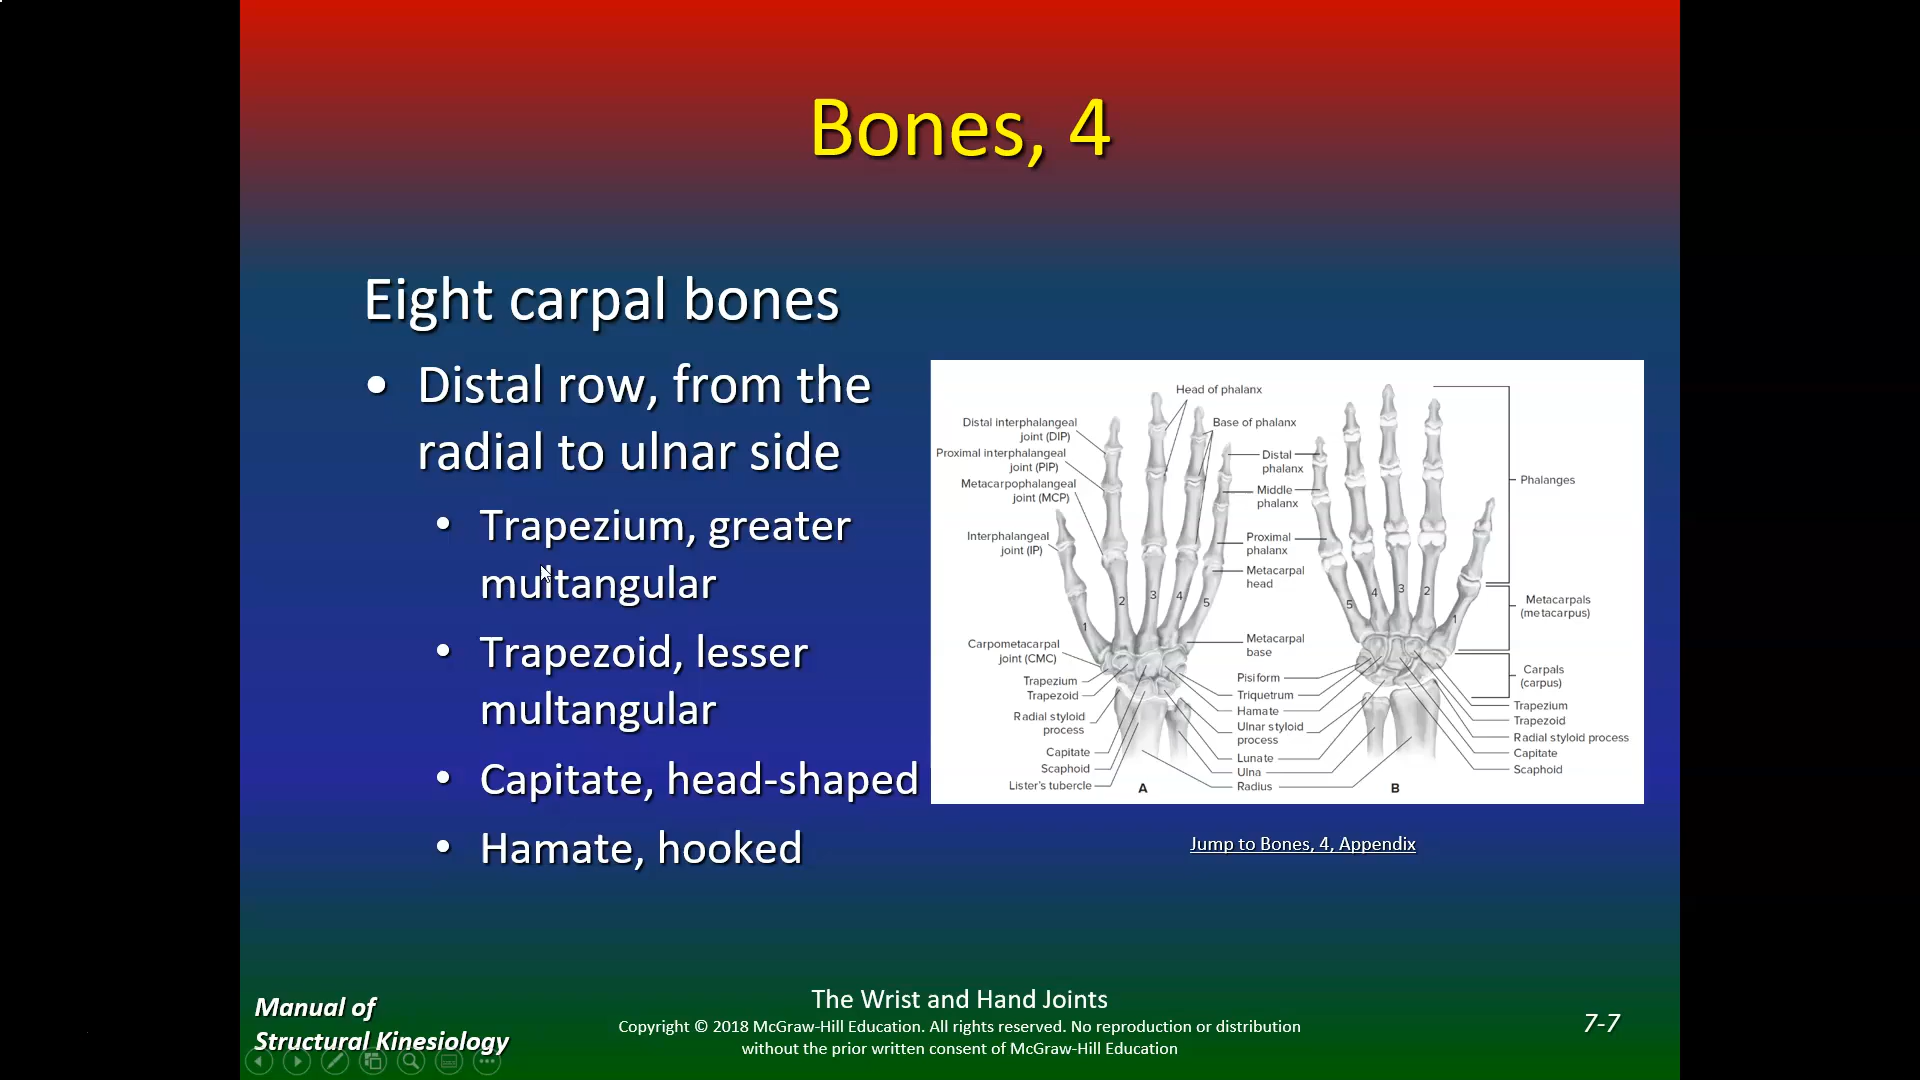 Bones, 4
Eight carpal bones
• Distal row, from the
radial to ulnar side
• Trapezium, greater
multangular
• Trapezoid, lesser
multangular
• Capitate, head-shaped
• Hamate, hooked
Head of phalanx
Distal interphalangeal
joint (DIP)
Proximal interphalangeal
joint (PIP)
Metacarpophalangeal
joint (MCP)
Interphalangeal
joint (IP)
Carpometacarpal
joint (CMC)
Trapezium
Trapezoid
Radial styloid
process
Capitate
Scaphoid
Lister's tubercle
1
2
3
4
5
A
Base of phalanx
Distal
phalanx
Middle
phalanx
Proximal
phalanx
Metacarpal
head
Metacarpal
base
Pisiform
Triquetrum
Hamate
Ulnar styloid
process
Lunate
Ulna
Radius
5
4
3
2
1
B
Phalanges
Metacarpals
(metacarpus)
Carpals
(carpus)
Trapezium
Trapezoid
Radial styloid process
Capitate
Scaphoid
Jump to Bones, 4, Appendix
Manual of
Structural Kinesiology
The Wrist and Hand Joints
Copyright © 2018 McGraw-Hill Education. All rights reserved. No reproduction or distribution
without the prior written consent of McGraw-Hill Education
7-7